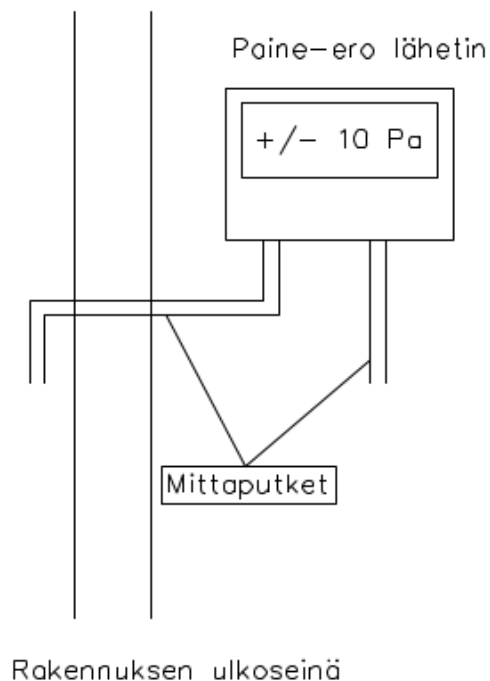 Paine-ero lähetin
+/- 10 Pa
Mittaputket
Rakennuksen ulkoseinä